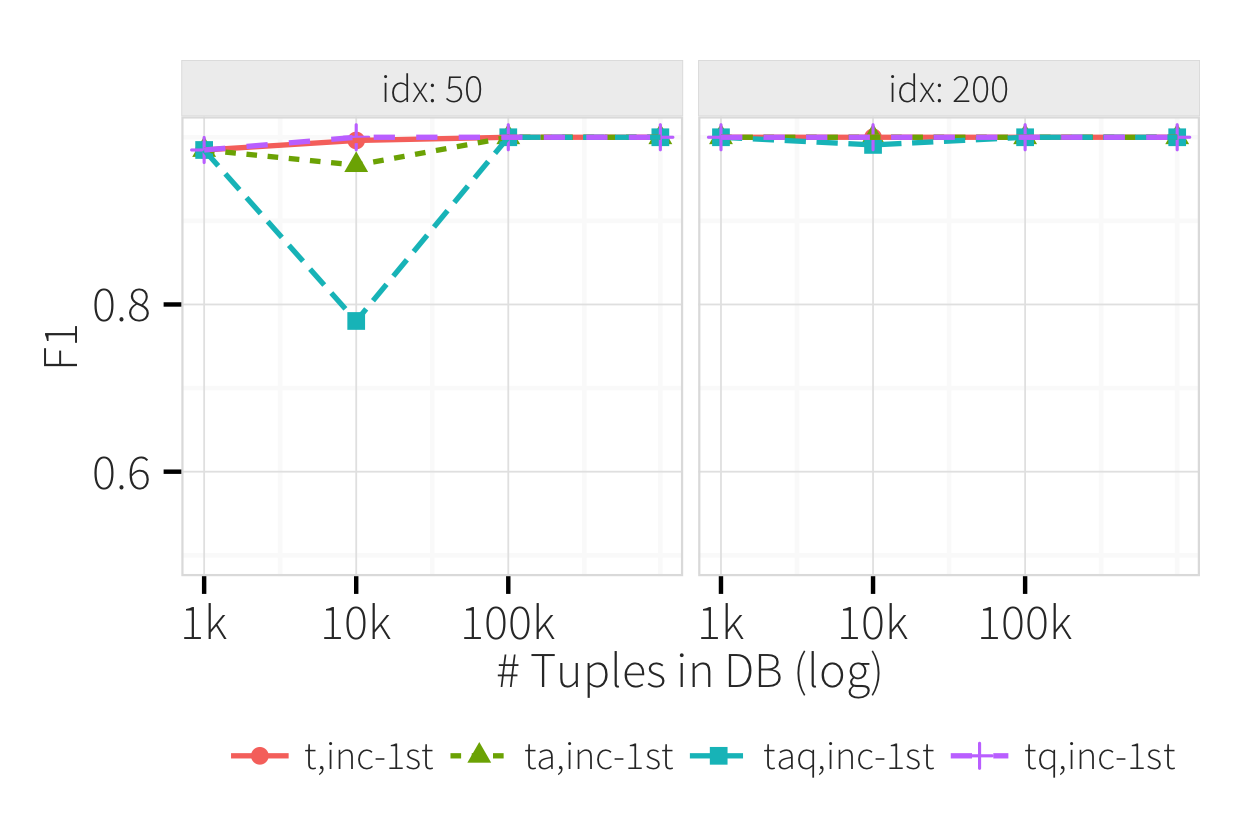 idx: 50
idx: 200
F1
0.8
0.6
1k 10k 100k
1k 10k 100k
# Tuples in DB (log)
t,inc-1st ta,inc-1st taq,inc-1st tq,inc-1st